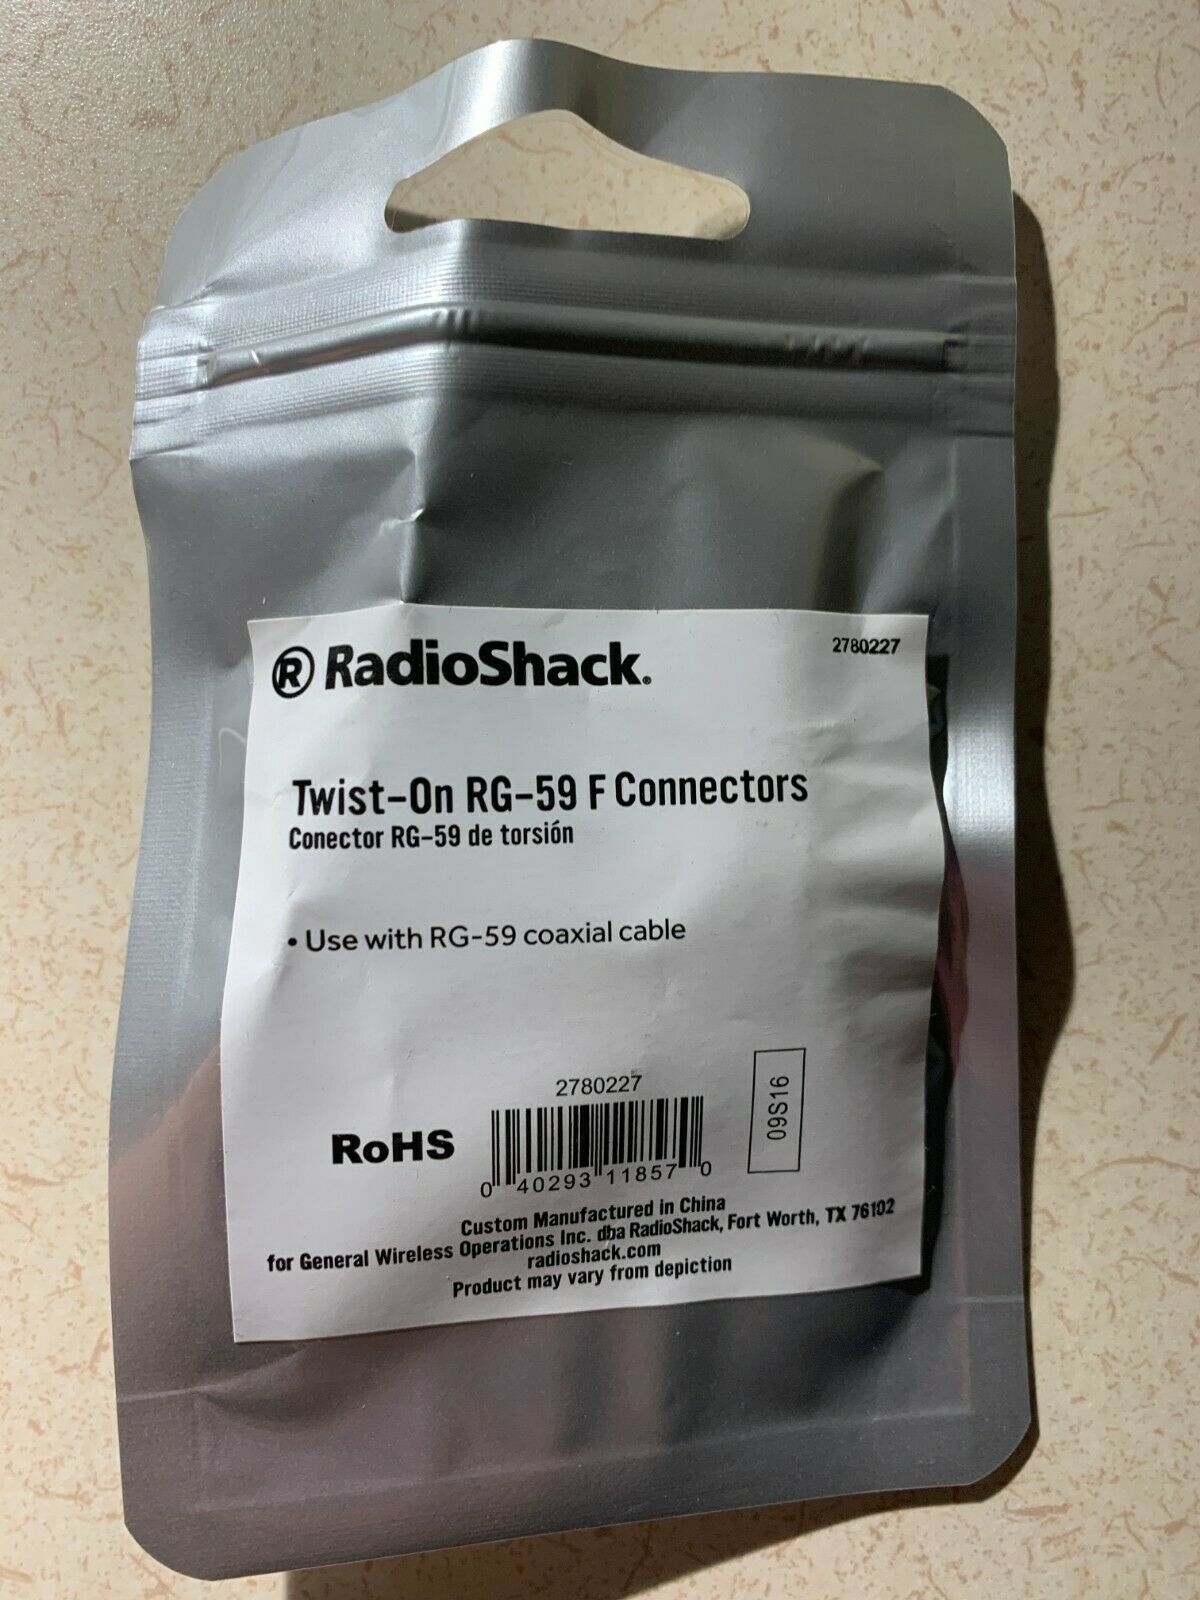 R RadioShack.
2780227
Twist-On RG-59 F Connectors
Conector RG-59 de torsión
• Use with RG-59 coaxial cable
2780227
09S16
RoHS
0 40293 11857 0
Custom Manufactured in China
for General Wireless Operations Inc. dba RadioShack, Fort Worth, TX 76102
radioshack.com
Product may vary from depiction